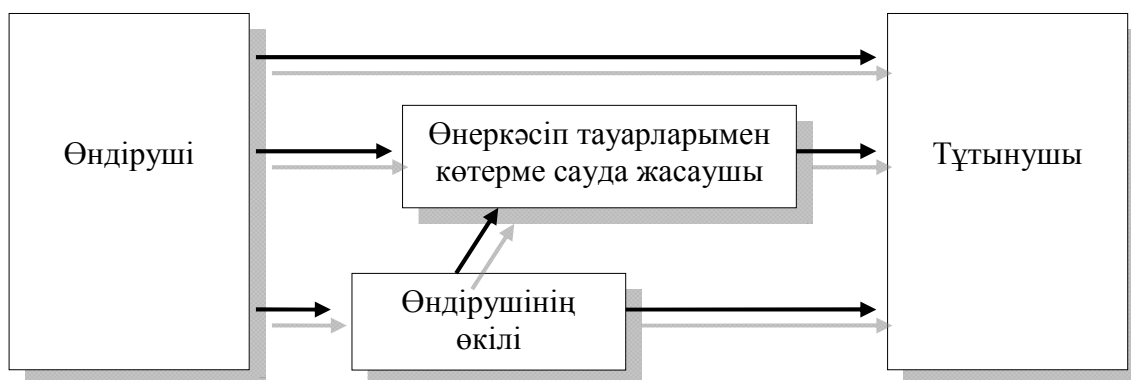 Өндіруші
Өнеркәсіп тауарларымен
көтерме сауда жасаушы
Тұтынушы
Өндірушінің
өкілі